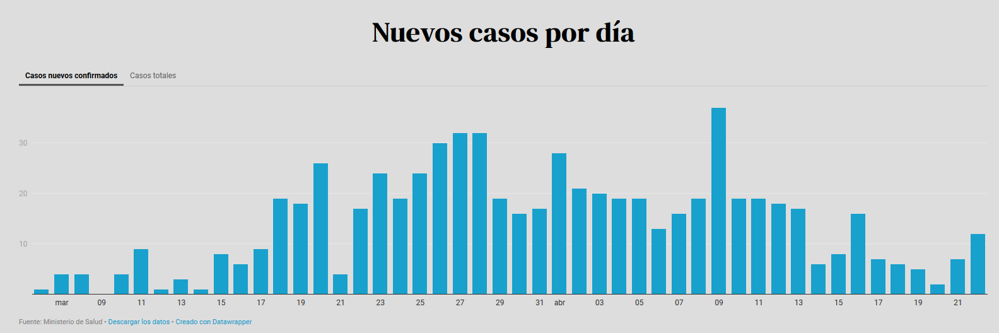 Nuevos casos por día
Casos nuevos confirmados Casos totales
30
20
10
mar 09 11 13 15 17 19 21 23 25 27 29 31 abr 03 05 07 09 11 13 15 17 19 21
Fuente: Ministerio de Salud • Descargar los datos • Creado con Datawrapper